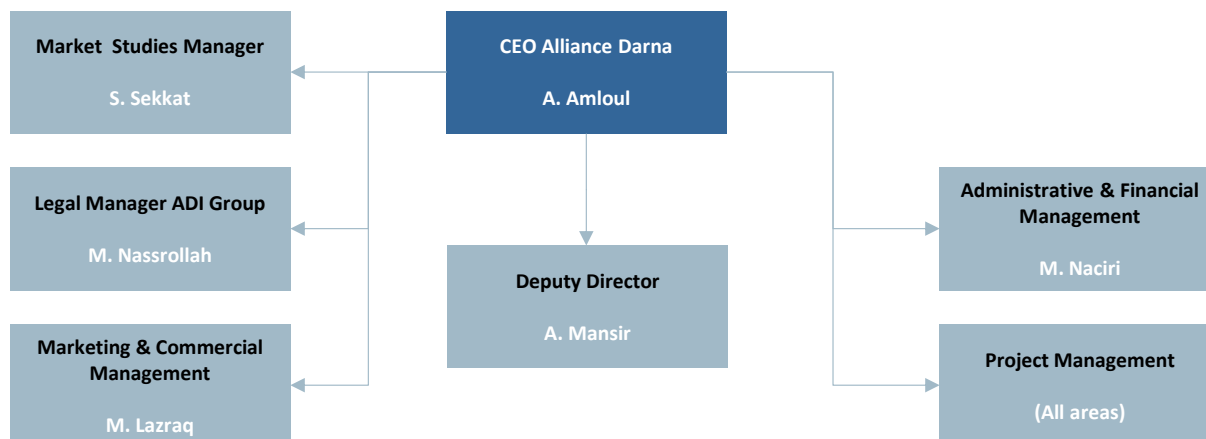 Market Studies Manager
S. Sekkat
CEO Alliance Darna
A. Amloul
Legal Manager ADI Group
M. Nassrollah
Administrative & Financial
Management
M. Naciri
Deputy Director
A. Mansir
Marketing & Commercial
Management
M. Lazraq
Project Management
(All areas)